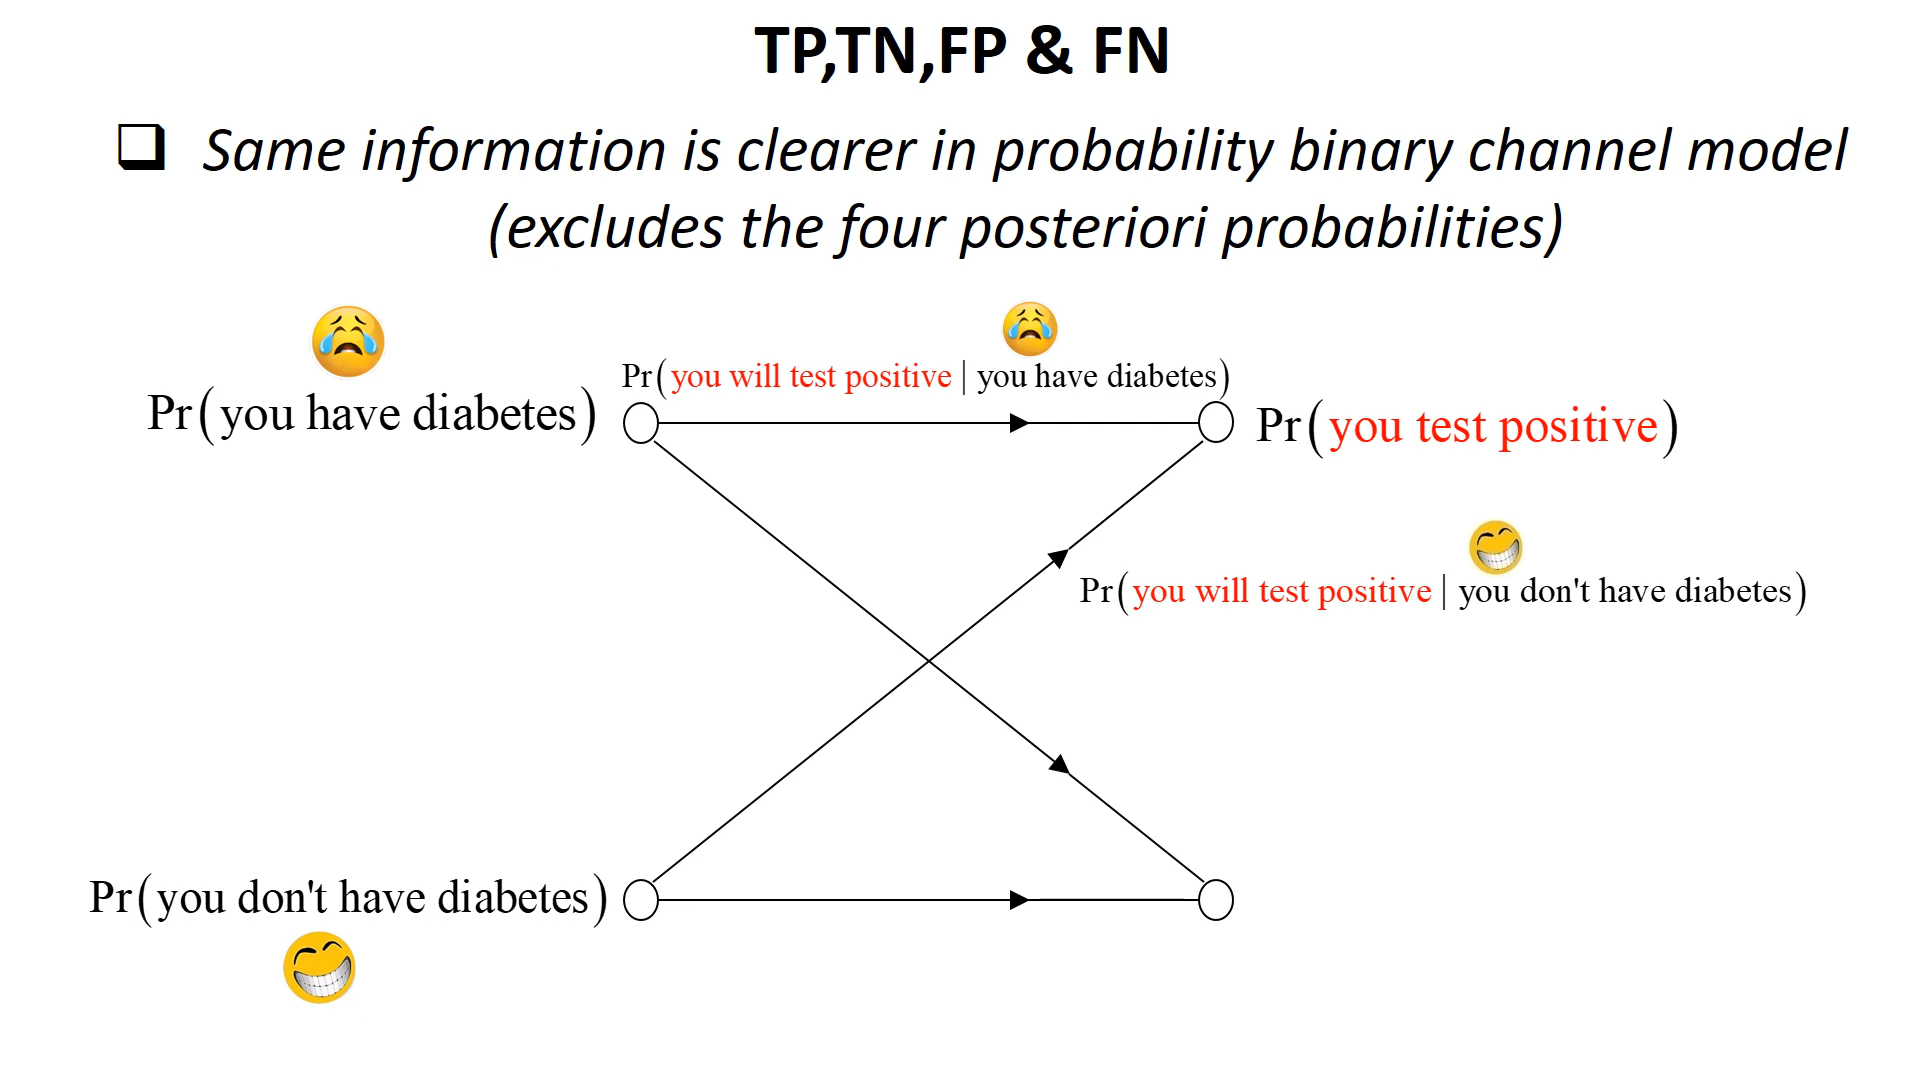 TP,TN,FP & FN
Same information is clearer in probability binary channel model
(excludes the four posteriori probabilities)
Pr(you will test positive | you have diabetes)
Pr(you have diabetes)
Pr(you test positive)
Pr(you will test positive | you don't have diabetes)
Pr(you don't have diabetes)